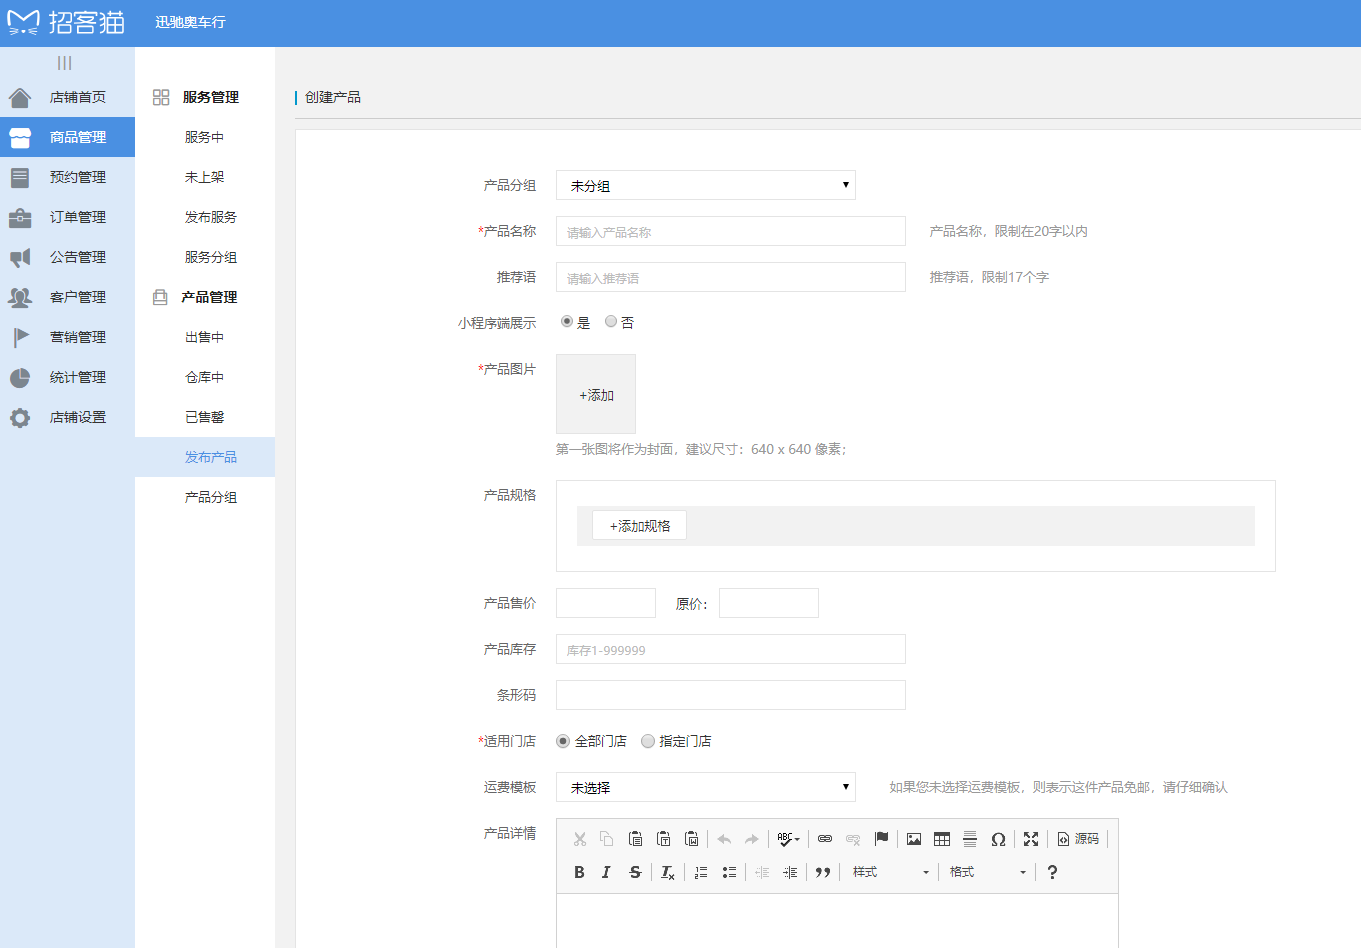 招客猫
迅驰奥车行
店铺首页
商品管理
预约管理
订单管理
公告管理
客户管理
营销管理
统计管理
店铺设置
服务管理
服务中
未上架
发布服务
服务分组
产品管理
出售中
仓库中
已售罄
发布产品
产品分组
创建产品
产品分组 未分组
*产品名称 请输入产品名称 产品名称，限制在20字以内
推荐语 请输入推荐语 推荐语，限制17个字
小程序端展示 是 否
*产品图片 +添加
第一张图将作为封面，建议尺寸：640 x 640 像素；
产品规格 +添加规格
产品售价 原价：
产品库存 库存1-999999
条形码
*适用门店 全部门店 指定门店
运费模板 未选择 如果您未选择运费模板，则表示这件产品免邮，请仔细确认
产品详情 ABC Ω 源码
B I S Tx 样式 格式 ?